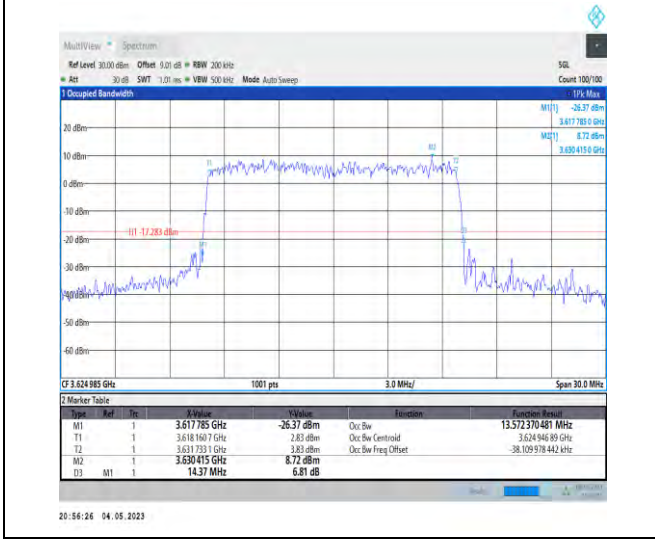 MultiView Spectrum
Ref Level 30.00 dBm Offset 9.01 dB RBW 200 kHz SGL
Att 30 dB SWT 1.01 ms VBW 500 kHz Mode Auto Sweep Count 100/100
1 Occupied Bandwidth 1Pk Max
M1[1] -26.37 dBm
3.617 785 0 GHz
M2[1] 8.72 dBm
3.630 415 0 GHz
20 dBm
10 dBm
M2
T1
T2
0 dBm
-10 dBm
H1 -17.283 dBm
-20 dBm
M1
D3
-30 dBm
-40 dBm
-50 dBm
-60 dBm
CF 3.624 985 GHz 1001 pts 3.0 MHz/ Span 30.0 MHz
2 Marker Table
Type Ref Trc X-Value Y-Value Function Function Result
M1 1 3.617 785 GHz -26.37 dBm Occ Bw 13.572 370 481 MHz
T1 1 3.618 160 7 GHz 2.83 dBm Occ Bw Centroid 3.624 946 89 GHz
T2 1 3.631 733 1 GHz 3.83 dBm Occ Bw Freq Offset -38.109 978 442 kHz
M2 1 3.630 415 GHz 8.72 dBm
D3 M1 1 14.37 MHz 6.81 dB
20:56:26 04.05.2023